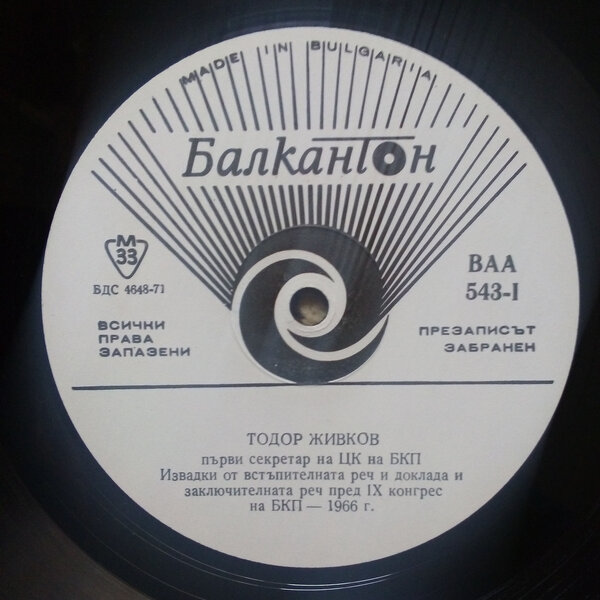 MADE IN BULGARIA
Балкантон
М
33
БДС 4648-71
ВСИЧКИ
ПРАВА
ЗАПАЗЕНИ
ВАА
543-I
ПРЕЗАПИСЪТ
ЗАБРАНЕН
ТОДОР ЖИВКОВ
първи секретар на ЦК на БКП
Извадки от встъпителната реч и доклада и
заключителната реч пред IX конгрес
на БКП — 1966 г.